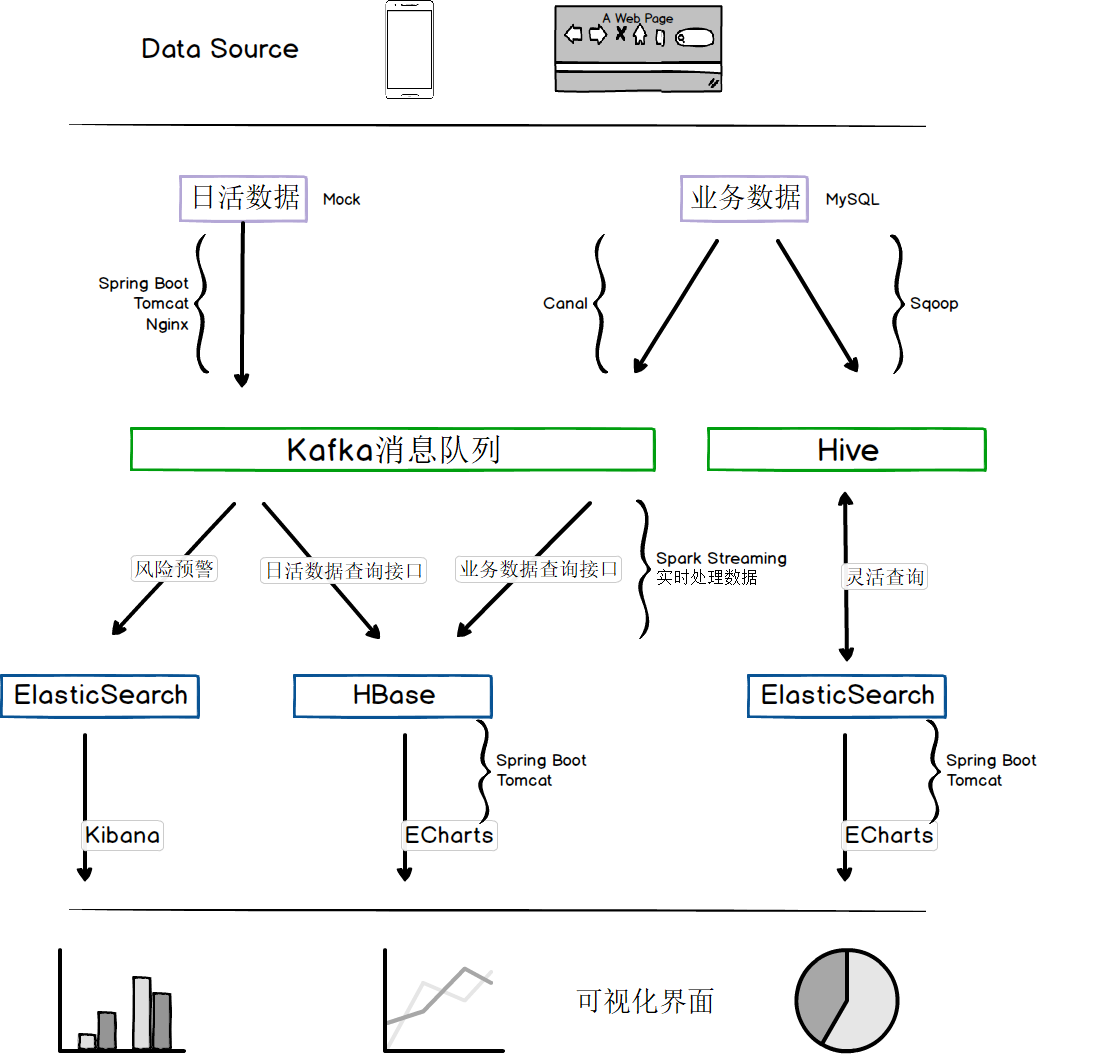 Data Source
A Web Page
日活数据
Mock
业务数据
MySQL
Spring Boot
Tomcat
Nginx
Canal
Sqoop
Kafka消息队列
Hive
风险预警
日活数据查询接口
业务数据查询接口
Spark Streaming
实时处理数据
灵活查询
ElasticSearch
HBase
ElasticSearch
Spring Boot
Tomcat
Spring Boot
Tomcat
Kibana
ECharts
ECharts
可视化界面